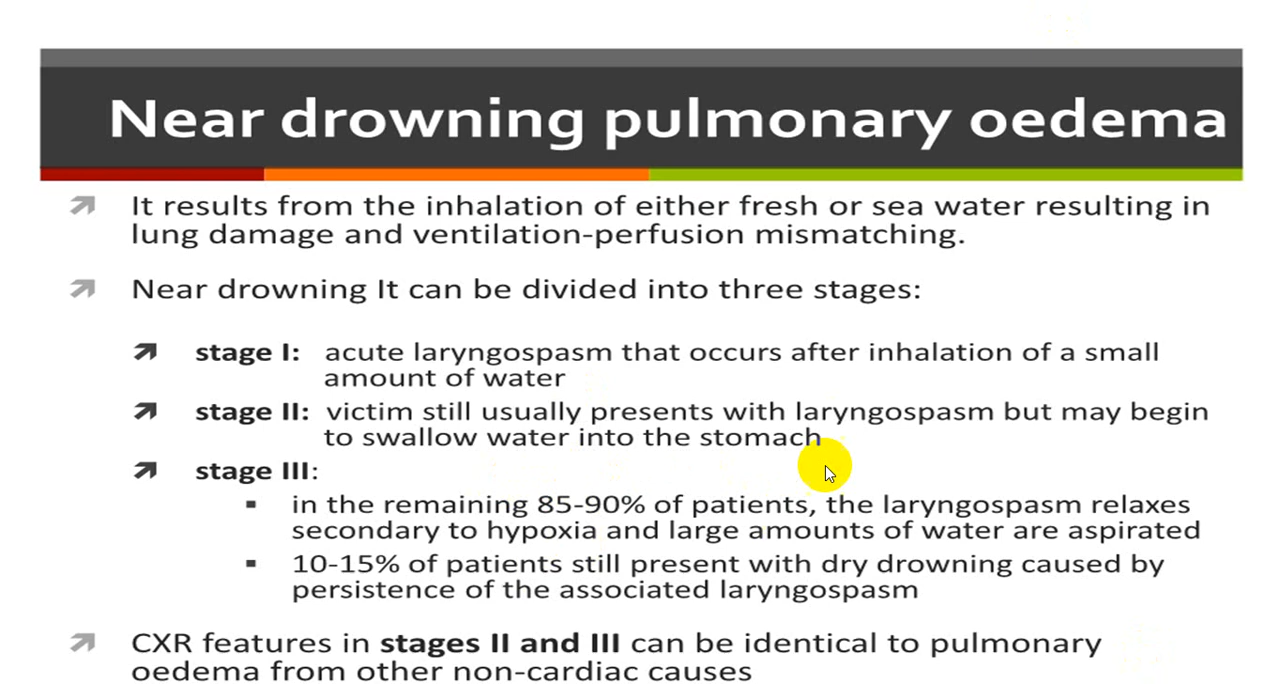 Near drowning pulmonary oedema
It results from the inhalation of either fresh or sea water resulting in
lung damage and ventilation-perfusion mismatching.
Near drowning It can be divided into three stages:
stage I: acute laryngospasm that occurs after inhalation of a small
amount of water
stage II: victim still usually presents with laryngospasm but may begin
to swallow water into the stomach
stage III:
in the remaining 85-90% of patients, the laryngospasm relaxes
secondary to hypoxia and large amounts of water are aspirated
10-15% of patients still present with dry drowning caused by
persistence of the associated laryngospasm
CXR features in stages II and III can be identical to pulmonary
oedema from other non-cardiac causes